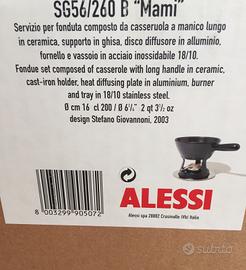 SG56/260 B "Mami"
Servizio per fonduta composto da casseruola a manico lungo
in ceramica, supporto in ghisa, disco diffusore in alluminio,
fornello e vassoio in acciaio inossidabile 18/10.
Fondue set composed of casserole with long handle in ceramic,
cast-iron holder, heat diffusing plate in aluminium, burner
and tray in 18/10 stainless steel.
Ø cm 16 cl 200 / Ø 6¼" 2 qt 3½ oz
design Stefano Giovannoni, 2003
ALESSI
Alessi spa 28882 Crusinallo (Vb) Italia
8 003299 905072
subito